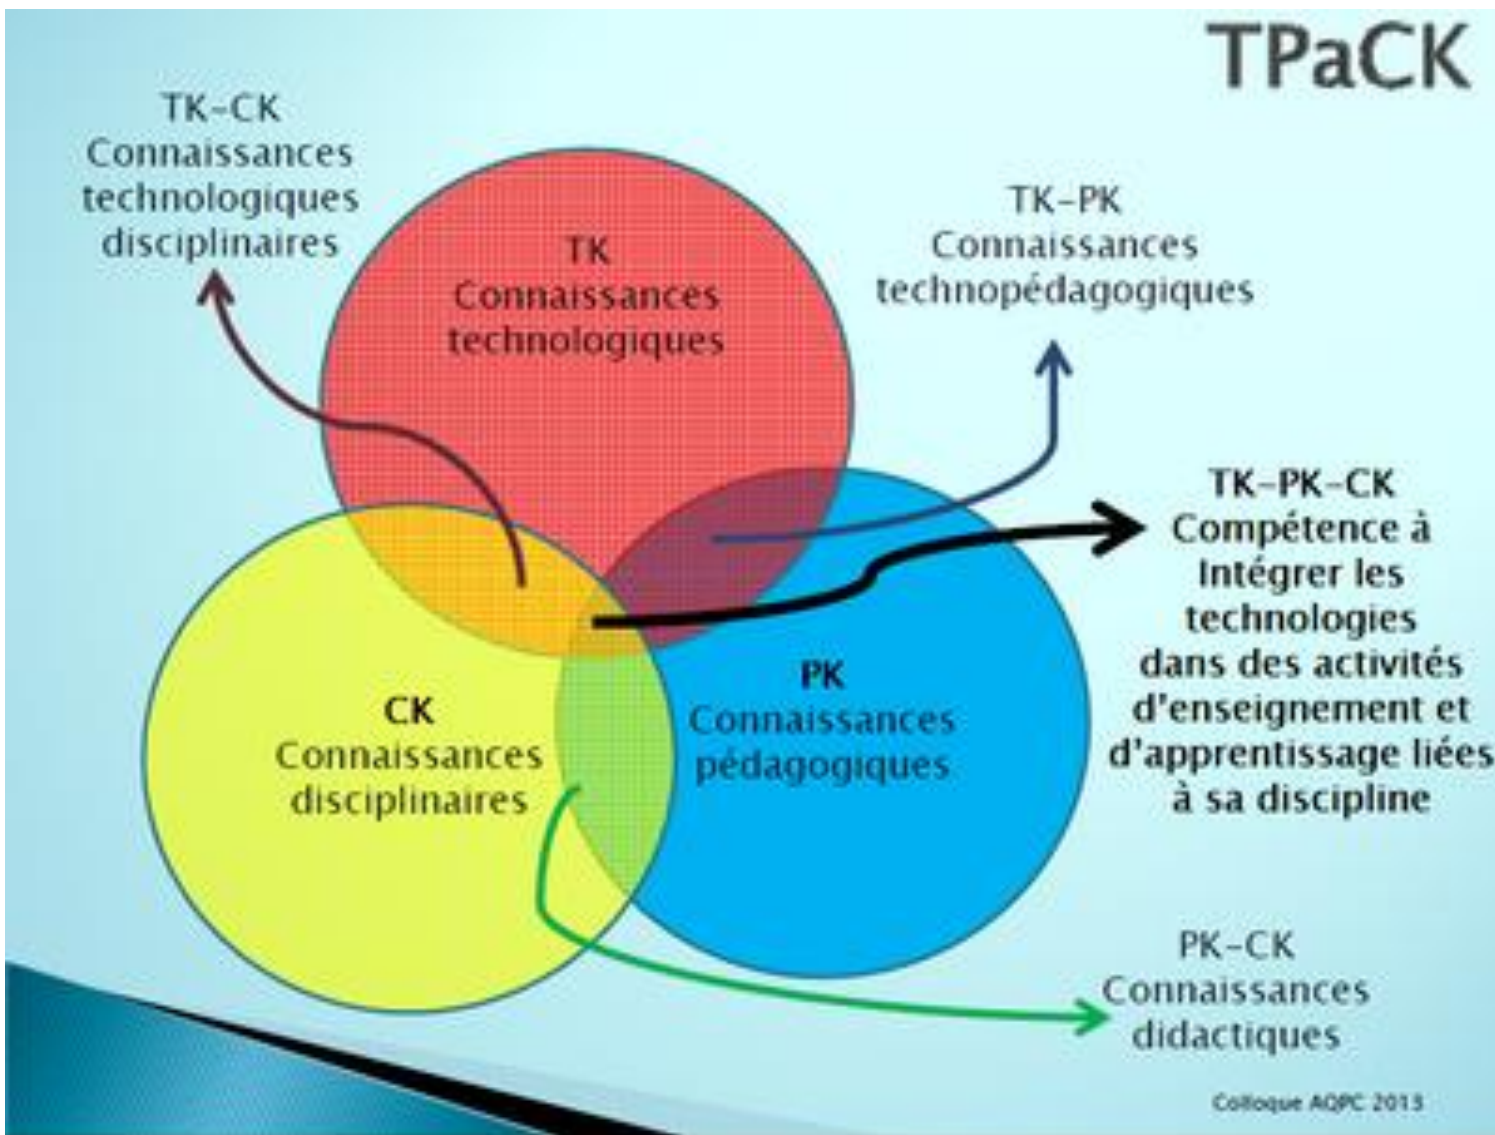 TPaCK
TK-CK
Connaissances
technologiques
disciplinaires
TK
Connaissances
technologiques
TK-PK
Connaissances
technopédagogiques
TK-PK-CK
Compétence à
Intégrer les
technologies
dans des activités
d'enseignement et
d'apprentissage liées
à sa discipline
CK
Connaissances
disciplinaires
PK
Connaissances
pédagogiques
PK-CK
Connaissances
didactiques
Colloque AQPC 2013